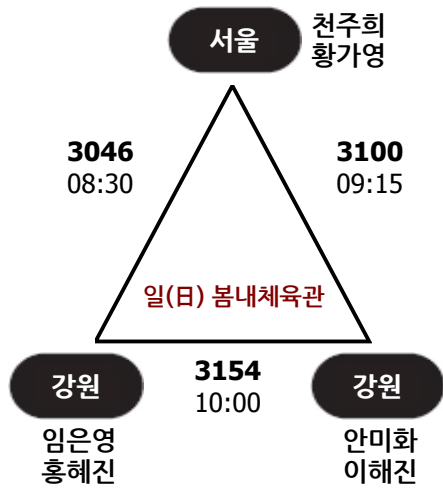 서울
천주희
황가영
3046
08:30
3100
09:15
일(日) 봄내체육관
강원
3154
10:00
강원
임은영
홍혜진
안미화
이해진